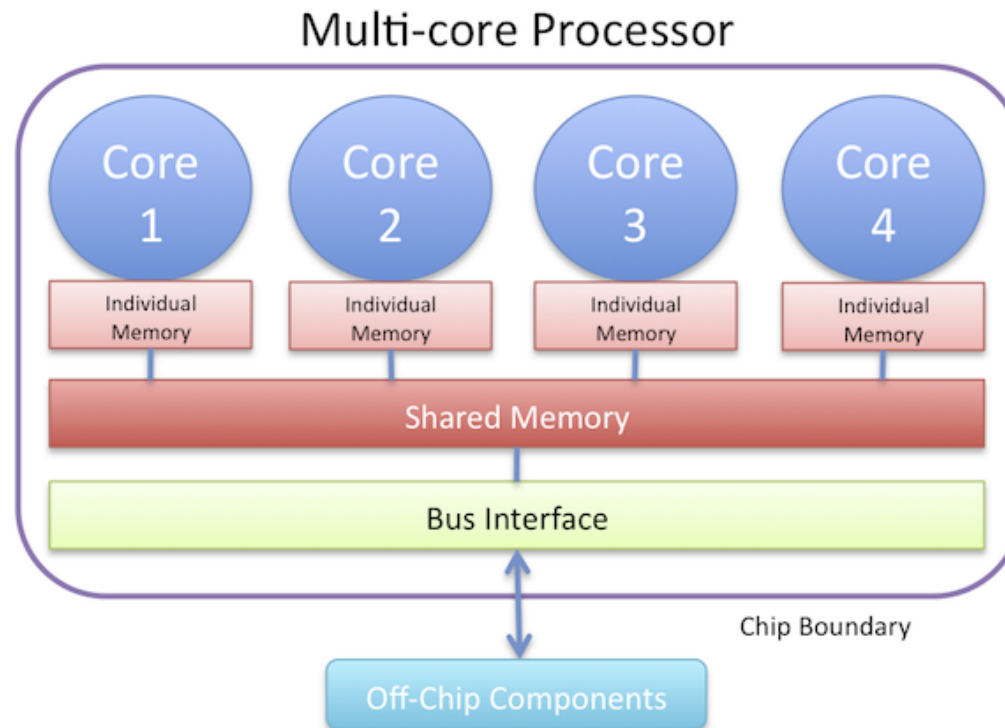 Multi-core Processor
Core
1
Core
2
Core
3
Core
4
Individual
Memory
Individual
Memory
Individual
Memory
Individual
Memory
Shared Memory
Bus Interface
Chip Boundary
Off-Chip Components